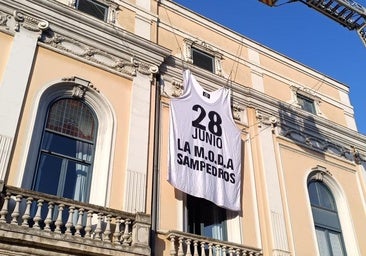 28
JUNIO
LA M.O.D.A
SAMPEDROS